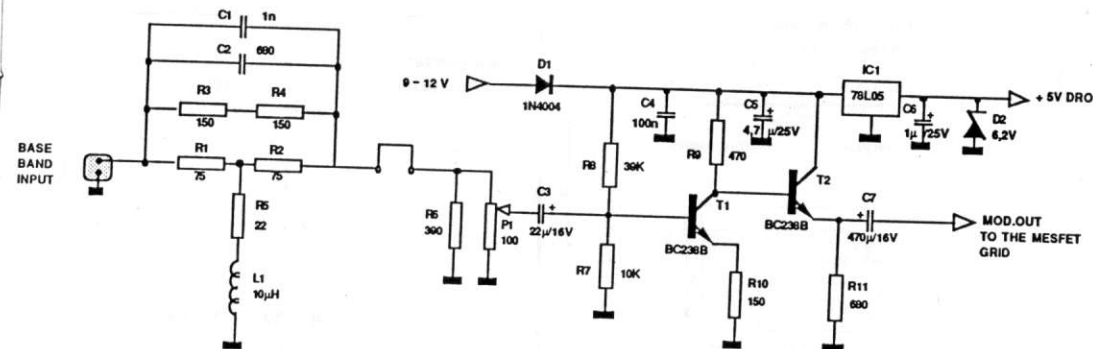 C1 1n
C2 680
R3 R4
150 150
R1 R2
75 75
BASE
BAND
INPUT
R5
22
L1
10µH
9 - 12 V
D1
1N4004
R6
390
P1
100
C3 +
22µ/16V
R8
39K
R7
10K
C4
100n
R9
470
C5 +
4,7 µ/25V
T1
BC238B
R10
150
T2
BC238B
C7
+
470µ/16V
R11
680
IC1
78L05
C6 +
1µ /25V
D2
6,2V
+ 5V DRO
MOD.OUT
TO THE MESFET
GRID